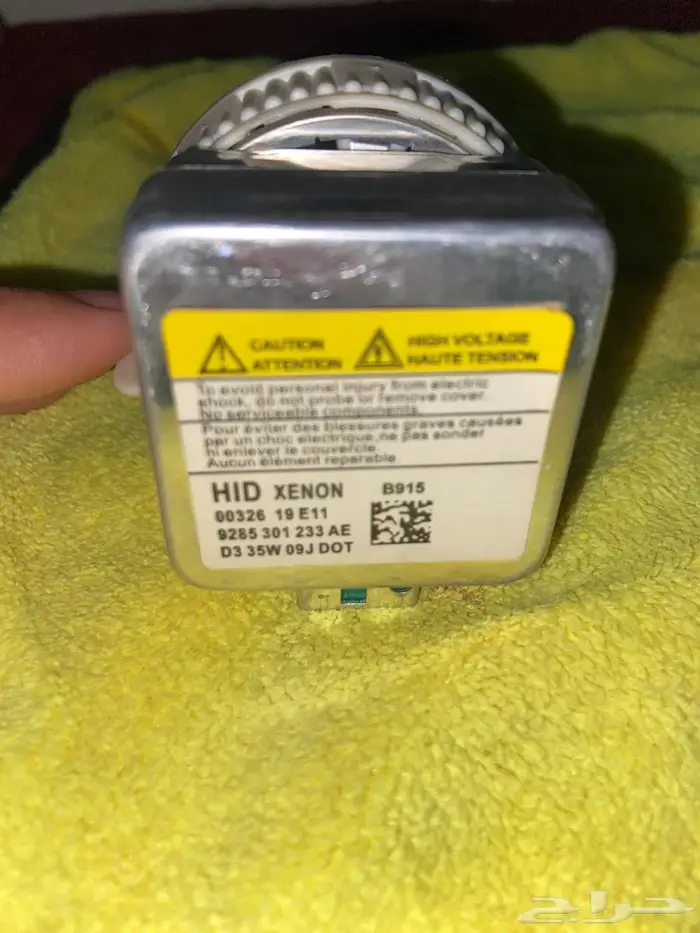 CAUTION
ATTENTION
HIGH VOLTAGE
HAUTE TENSION
To avoid personal injury from electric
shock, do not probe or remove cover.
No serviceable components
Pour éviter des blessures graves causées
par un choc électrique,ne pas sonder
ni enlever le couvercle.
Aucun élément reparable
HID XENON B915
00326 19 E11
9285 301 233 AE
D3 35W 09J DOT
حراج